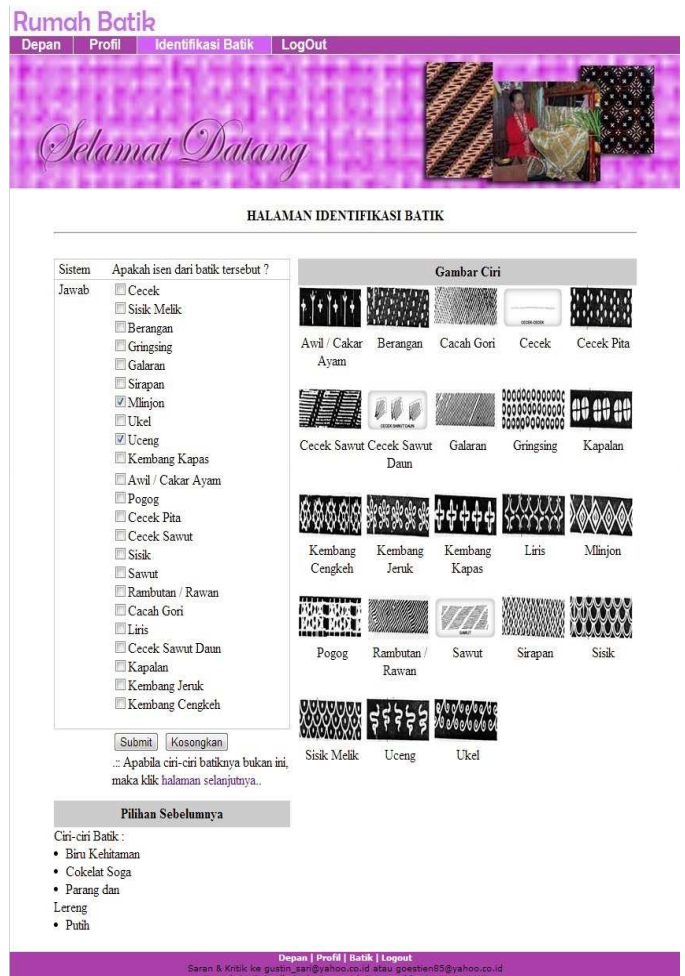 Rumah Batik
Depan Profil Identifikasi Batik LogOut
Selamat Datang
HALAMAN IDENTIFIKASI BATIK
Sistem Apakah isen dari batik tersebut ?
Jawab
Cecek
Sisik Melik
Berangan
Gringsing
Galaran
Sirapan
Mlinjon
Ukel
Uceng
Kembang Kapas
Awil / Cakar Ayam
Pogog
Cecek Pita
Cecek Sawut
Sisik
Sawut
Rambutan / Rawan
Cacah Gori
Liris
Cecek Sawut Daun
Kapalan
Kembang Jeruk
Kembang Cengkeh
Submit Kosongkan
.:: Apabila ciri-ciri batiknya bukan ini,
maka klik halaman selanjutnya..
Gambar Ciri
CECEK-CECEK
Awil / Cakar Ayam Berangan Cacah Gori Cecek Cecek Pita
CECEK SAWUT DAUN
Cecek Sawut Cecek Sawut Daun Galaran Gringsing Kapalan
Kembang Cengkeh Kembang Jeruk Kembang Kapas Liris Mlinjon
SAWUT
Pogog Rambutan / Rawan Sawut Sirapan Sisik
Sisik Melik Uceng Ukel
Pilihan Sebelumnya
Ciri-ciri Batik :
• Biru Kehitaman
• Cokelat Soga
• Parang dan
Lereng
• Putih
Depan | Profil | Batik | Logout
Saran & Kritik ke gustin_sari@yahoo.co.id atau goestien85@yahoo.co.id